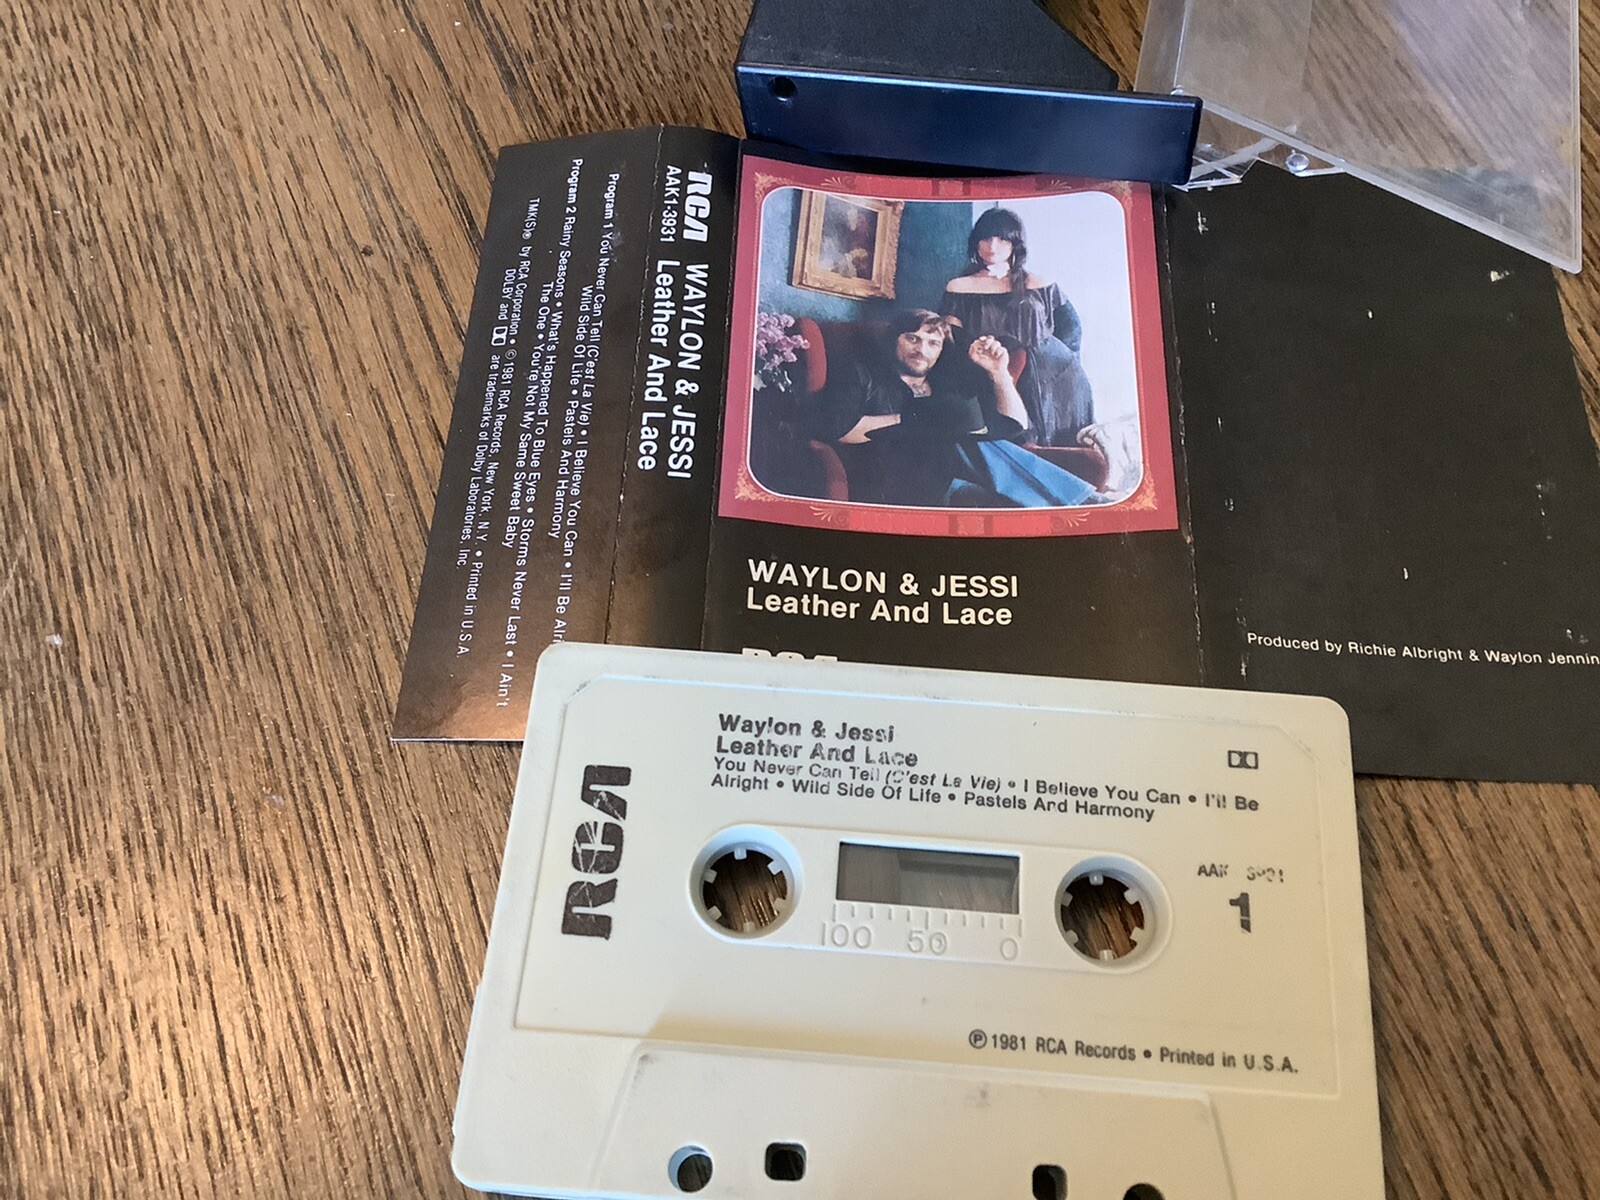 Program 1 You Never Can Tell (C'est La Vie) • I Believe You Can • I'll Be
Wild Side Of Life • Pastels And Harmony
Program 2 Rainy Seasons • What's Happened To Blue Eyes • Storms Never Last • I Ain't
The One • You're Not My Same Sweet Baby
TMK(S)® by RCA Corporation • © 1981 RCA Records, New York, N.Y. • Printed in U.S.A.
DOLBY and are trademarks of Dolby Laboratories, Inc.
RCA WAYLON & JESSI
AAK1-3931 Leather And Lace
WAYLON & JESSI
Leather And Lace
RCA
Produced by Richie Albright & Waylon Jennin
RCA
Waylon & Jessi
Leather And Lace
You Never Can Tell (C'est La Vie) • I Believe You Can • I'll Be
Alright • Wild Side Of Life • Pastels And Harmony
1
100 50 0
℗ 1981 RCA Records • Printed in U.S.A.